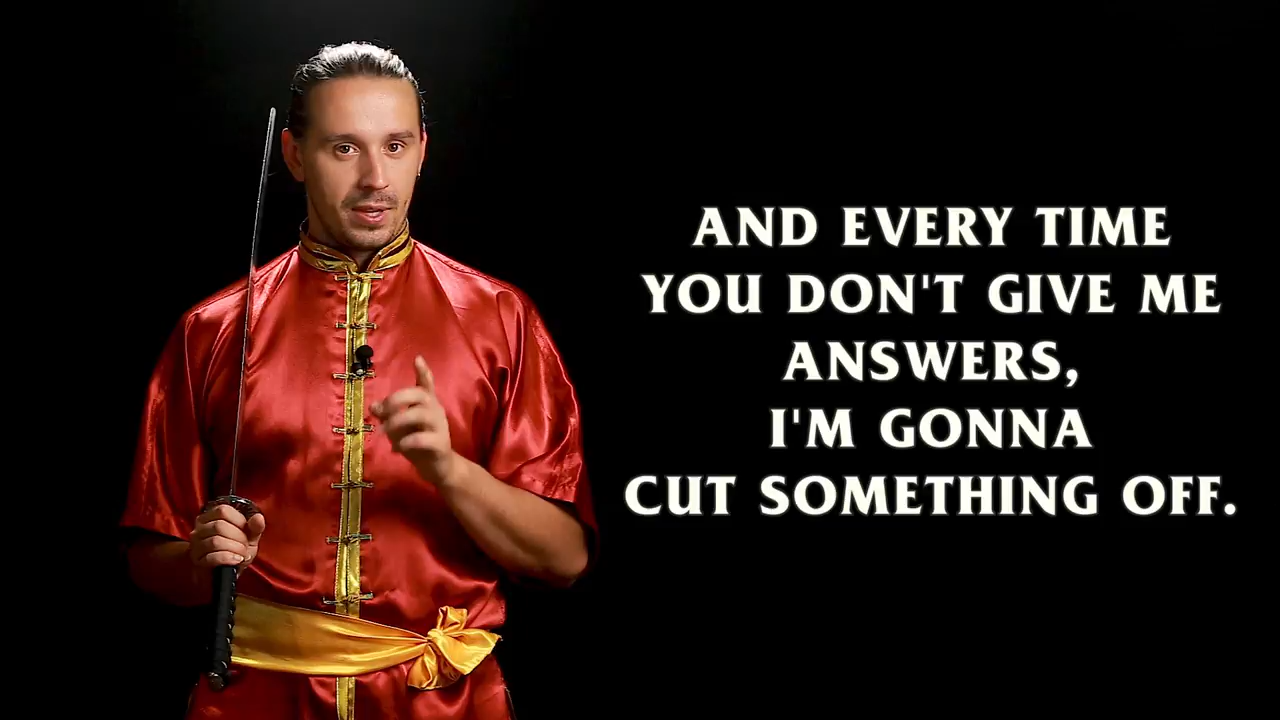 AND EVERY TIME
YOU DON'T GIVE ME
ANSWERS,
I'M GONNA
CUT SOMETHING OFF.